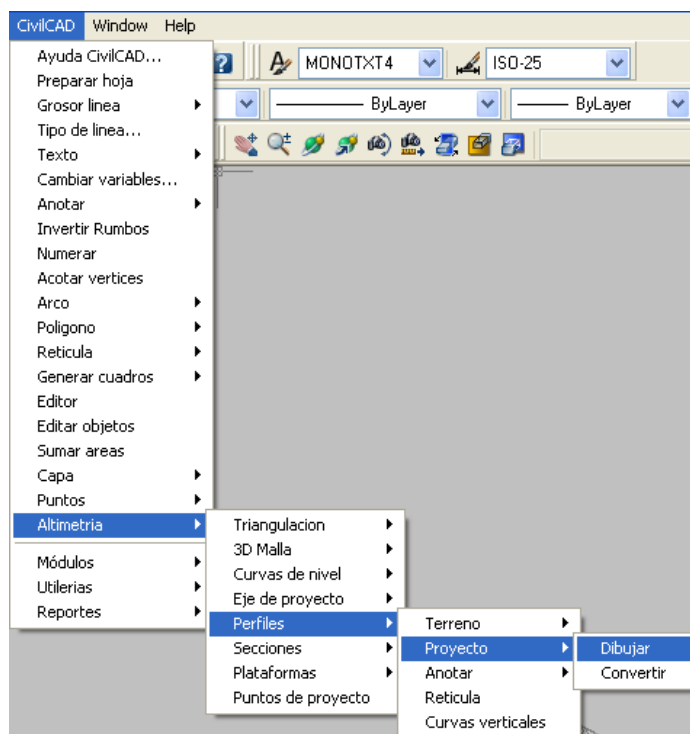 CivilCAD Window Help
Ayuda CivilCAD...
MONOTXT4 ISO-25
Preparar hoja
Grosor linea
ByLayer ByLayer
Tipo de linea...
Texto
Cambiar variables...
Anotar
Invertir Rumbos
Numerar
Acotar vertices
Arco
Poligono
Reticula
Generar cuadros
Editor
Editar objetos
Sumar areas
Capa
Puntos
Altimetria
Módulos
Utilerias
Reportes
Triangulacion
3D Malla
Curvas de nivel
Eje de proyecto
Perfiles
Secciones
Plataformas
Puntos de proyecto
Terreno
Proyecto
Anotar
Reticula
Curvas verticales
Dibujar
Convertir